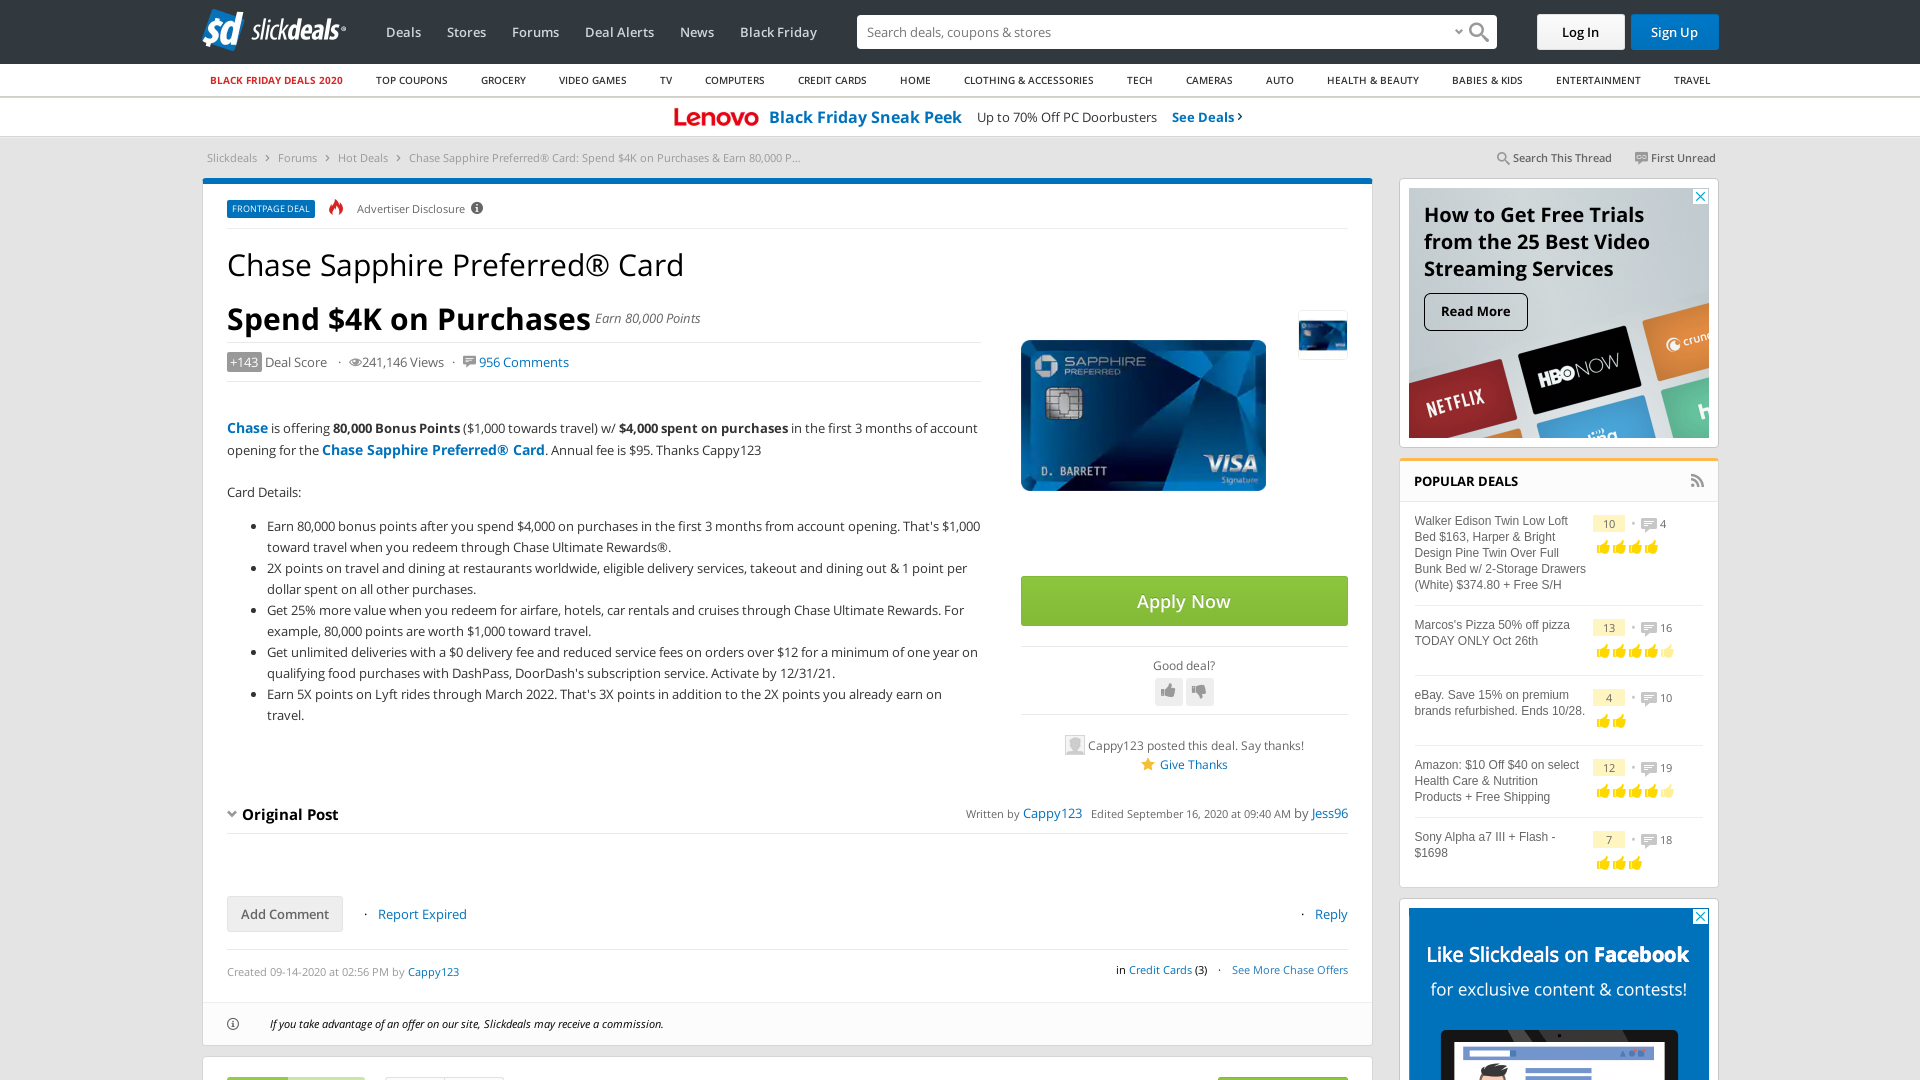 slickdeals
Deals
Stores
Forums
Deal Alerts
News
Black Friday
Search deals, coupons & stores
Log In
Sign Up
BLACK FRIDAY DEALS 2020
TOP COUPONS
GROCERY
VIDEO GAMES
TV
COMPUTERS
CREDIT CARDS
HOME
CLOTHING & ACCESSORIES
TECH
CAMERAS
AUTO
HEALTH & BEAUTY
BABIES & KIDS
ENTERTAINMENT
TRAVEL
Lenovo Black Friday Sneak Peek Up to 70% Off PC Doorbusters See Deals
Slickdeals > Forums > Hot Deals > Chase Sapphire Preferred® Card: Spend $4K on Purchases & Earn 80,000 P...
Search This Thread
First Unread
FRONTPAGE DEAL
Advertiser Disclosure
Chase Sapphire Preferred® Card
Spend $4K on Purchases Earn 80,000 Points
+143 Deal Score · 241,146 Views · 956 Comments
Chase is offering 80,000 Bonus Points ($1,000 towards travel) w/ $4,000 spent on purchases in the first 3 months of account
opening for the Chase Sapphire Preferred® Card. Annual fee is $95. Thanks Cappy123
Card Details:
Earn 80,000 bonus points after you spend $4,000 on purchases in the first 3 months from account opening. That's $1,000
toward travel when you redeem through Chase Ultimate Rewards®.
2X points on travel and dining at restaurants worldwide, eligible delivery services, takeout and dining out & 1 point per
dollar spent on all other purchases.
Get 25% more value when you redeem for airfare, hotels, car rentals and cruises through Chase Ultimate Rewards. For
example, 80,000 points are worth $1,000 toward travel.
Get unlimited deliveries with a $0 delivery fee and reduced service fees on orders over $12 for a minimum of one year on
qualifying food purchases with DashPass, DoorDash's subscription service. Activate by 12/31/21.
Earn 5X points on Lyft rides through March 2022. That's 3X points in addition to the 2X points you already earn on
travel.
SAPPHIRE
PREFERRED
D. BARRETT
VISA
Signature
Apply Now
Good deal?
Cappy123 posted this deal. Say thanks!
Give Thanks
Original Post
Written by Cappy123 Edited September 16, 2020 at 09:40 AM by Jess96
Add Comment
· Report Expired
· Reply
Created 09-14-2020 at 02:56 PM by Cappy123
in Credit Cards (3) · See More Chase Offers
If you take advantage of an offer on our site, Slickdeals may receive a commission.
How to Get Free Trials
from the 25 Best Video
Streaming Services
Read More
NETFLIX
HBO NOW
crunc
POPULAR DEALS
Walker Edison Twin Low Loft
Bed $163, Harper & Bright
Design Pine Twin Over Full
Bunk Bed w/ 2-Storage Drawers
(White) $374.80 + Free S/H
10 • 4
Marcos's Pizza 50% off pizza
TODAY ONLY Oct 26th
13 • 16
eBay. Save 15% on premium
brands refurbished. Ends 10/28.
4 • 10
Amazon: $10 Off $40 on select
Health Care & Nutrition
Products + Free Shipping
12 • 19
Sony Alpha a7 III + Flash -
$1698
7 • 18
Like Slickdeals on Facebook
for exclusive content & contests!